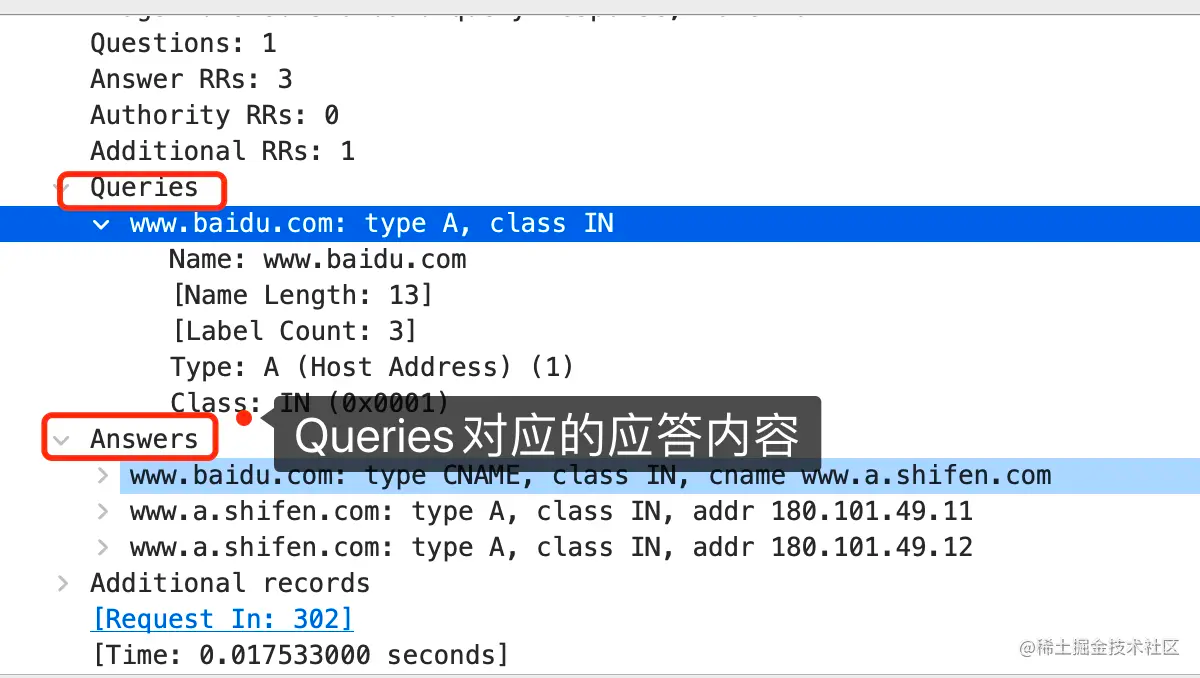 Questions: 1
Answer RRs: 3
Authority RRs: 0
Additional RRs: 1
Queries
www.baidu.com: type A, class IN
Name: www.baidu.com
[Name Length: 13]
[Label Count: 3]
Type: A (Host Address) (1)
Class: IN (0x0001)
Queries对应的应答内容
Answers
www.baidu.com: type CNAME, class IN, cname www.a.shifen.com
www.a.shifen.com: type A, class IN, addr 180.101.49.11
www.a.shifen.com: type A, class IN, addr 180.101.49.12
Additional records
[Request In: 302]
[Time: 0.017533000 seconds]
@稀土掘金技术社区